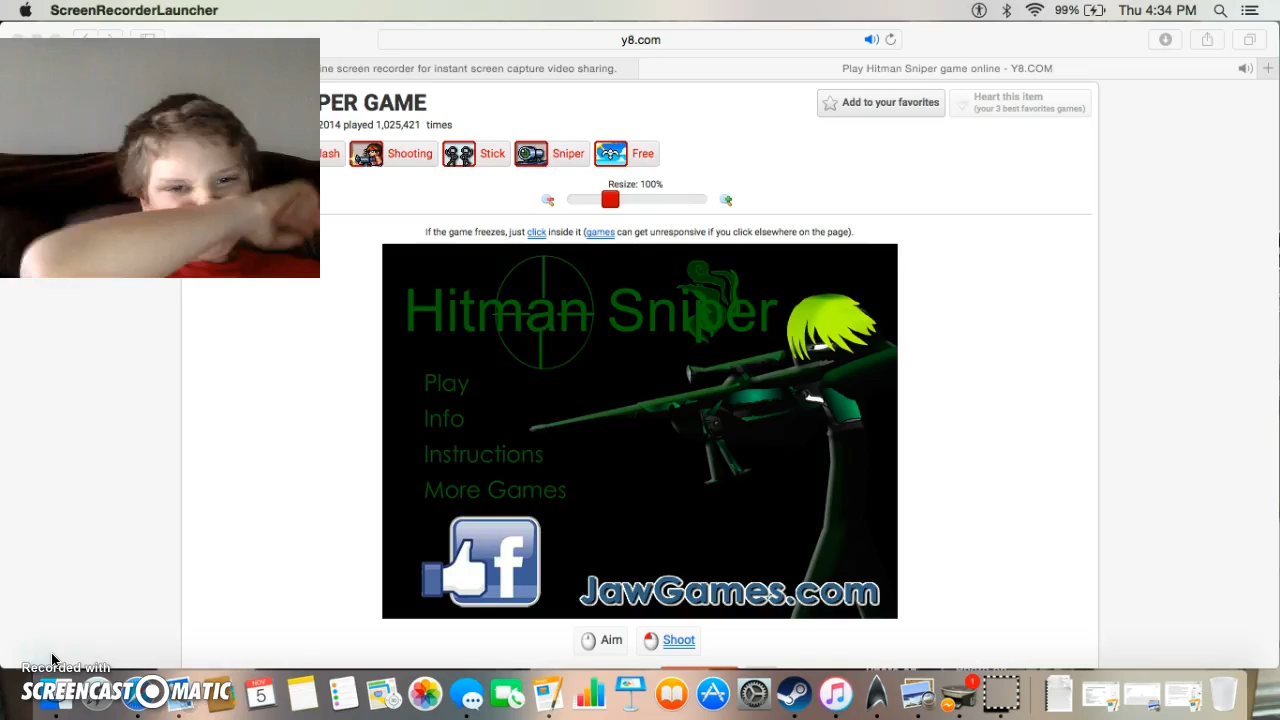 ScreenRecorderLauncher
99%
Thu 4:34 PM
y8.com
ne screen recorder for instant screen capture video sharing.
Play Hitman Sniper game online - Y8.COM
PER GAME
2014 played 1,025,421 times
Add to your favorites
Heart this item
(your 3 best favorites games)
lash
Shooting
Stick
Sniper
Free
Resize: 100%
If the game freezes, just click inside it (games can get unresponsive if you click elsewhere on the page).
Hitman Sniper
Play
Info
Instructions
More Games
f
JawGames.com
Aim
Shoot
Recorded with
SCREENCAST-O-MATIC
NOV
5
1